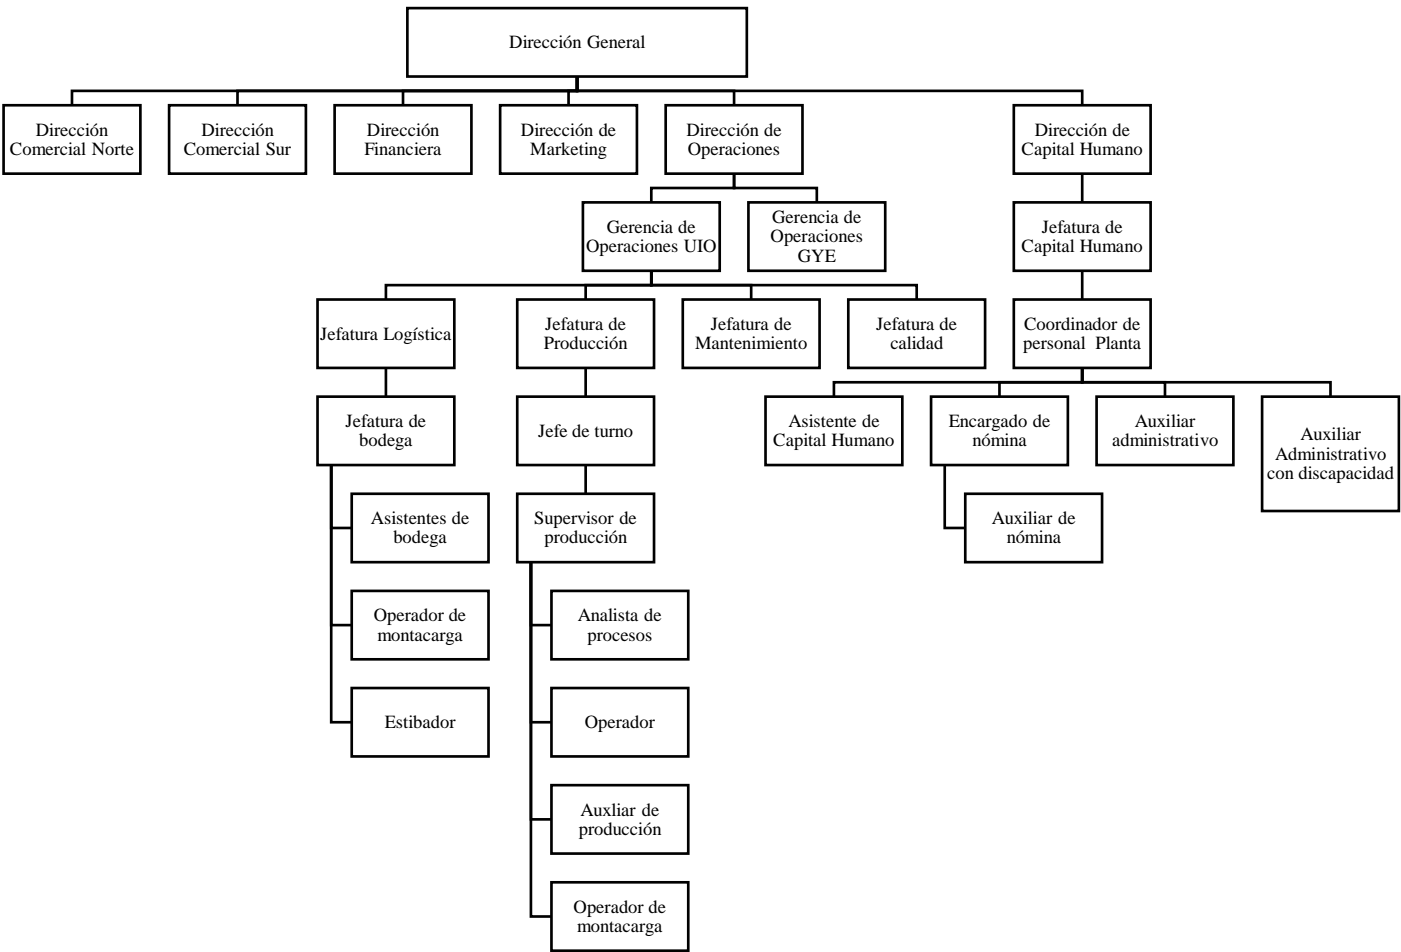 Dirección General
Dirección
Comercial Norte
Dirección
Comercial Sur
Dirección
Financiera
Dirección de
Marketing
Dirección de
Operaciones
Dirección de
Capital Humano
Gerencia de
Operaciones UIO
Gerencia de
Operaciones
GYE
Jefatura de
Capital Humano
Jefatura Logística
Jefatura de
Producción
Jefatura de
Mantenimiento
Jefatura de
calidad
Coordinador de
personal Planta
Jefatura de
bodega
Jefe de turno
Asistente de
Capital Humano
Encargado de
nómina
Auxiliar
administrativo
Auxiliar
Administrativo
con discapacidad
Asistentes de
bodega
Supervisor de
producción
Auxiliar de
nómina
Operador de
montacarga
Analista de
procesos
Estibador
Operador
Auxliar de
producción
Operador de
montacarga